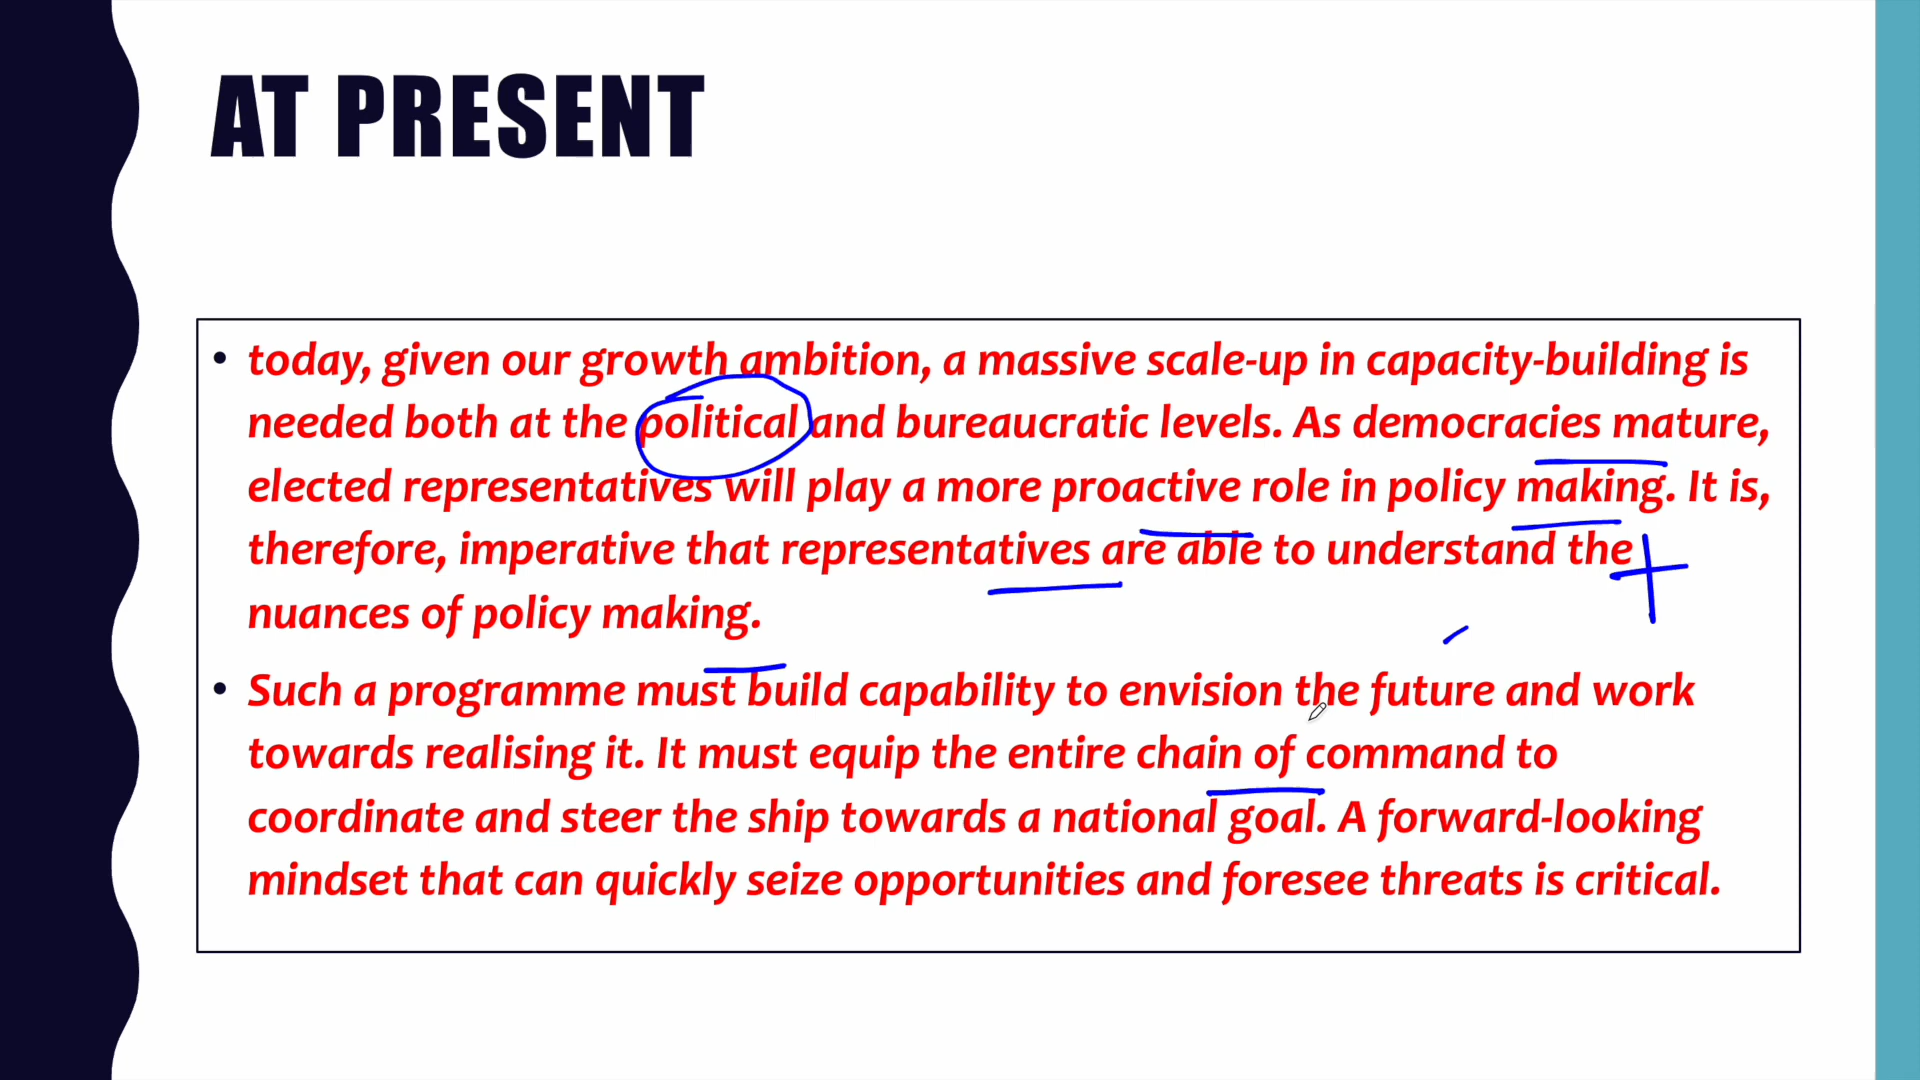 AT PRESENT
• today, given our growth ambition, a massive scale-up in capacity-building is
needed both at the political and bureaucratic levels. As democracies mature,
elected representatives will play a more proactive role in policy making. It is,
therefore, imperative that representatives are able to understand the
nuances of policy making.
• Such a programme must build capability to envision the future and work
towards realising it. It must equip the entire chain of command to
coordinate and steer the ship towards a national goal. A forward-looking
mindset that can quickly seize opportunities and foresee threats is critical.